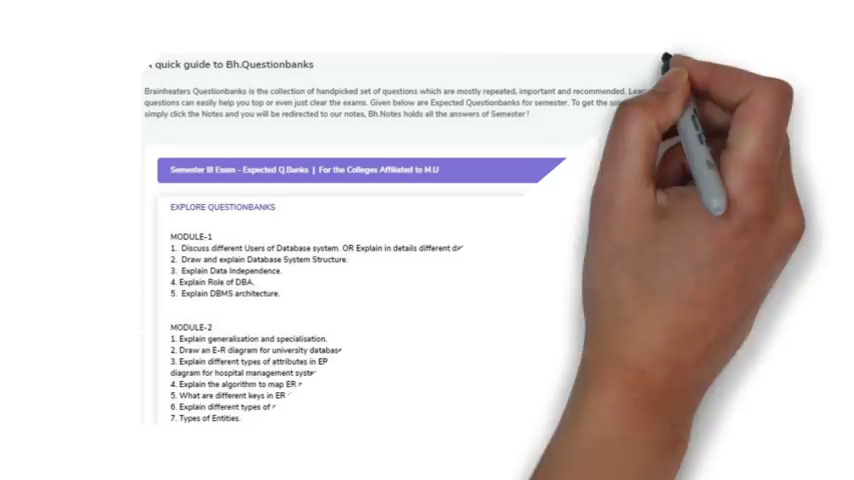 quick guide to Bh.Questionbanks
Brainheaters Questionbanks is the collection of handpicked set of questions which are mostly repeated, important and recommended.
questions can easily help you top or even just clear the exams. Given below are Expected Questionbanks for semester. To get the
simply click the Notes and you will be redirected to our notes, Bh.Notes holds all the answers of Semester !
Semester III Exam - Expected Q.Banks | For the Colleges Affiliated to M.U
EXPLORE QUESTIONBANKS
MODULE-1
1. Discuss different Users of Database system. OR Explain in details different
2. Draw and explain Database System Structure.
3. Explain Data Independence.
4. Explain Role of DBA.
5. Explain DBMS architecture.
MODULE-2
1. Explain generalisation and specialisation.
2. Draw an E-R diagram for university
3. Explain different types of attributes in
diagram for hospital management
4. Explain the algorithm to map ER
5. What are different keys in ER
6. Explain different types of
7. Types of Entities.